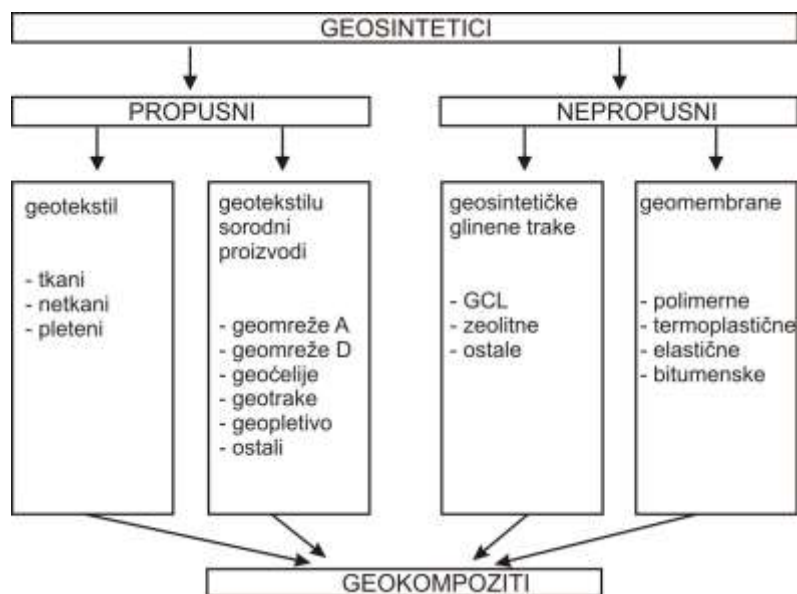 GEOSINTETICI
PROPUSNI
NEPROPUSNI
geotekstil
- tkani
- netkani
- pleteni
geotekstilu
sorodni
proizvodi
- geomreže A
- geomreže D
- geoćelije
- geotrake
- geopletivo
- ostali
geosintetičke
glinene trake
- GCL
- zeolitne
- ostale
geomembrane
- polimerne
- termoplastične
- elastične
- bitumenske
GEOKOMPOZITI